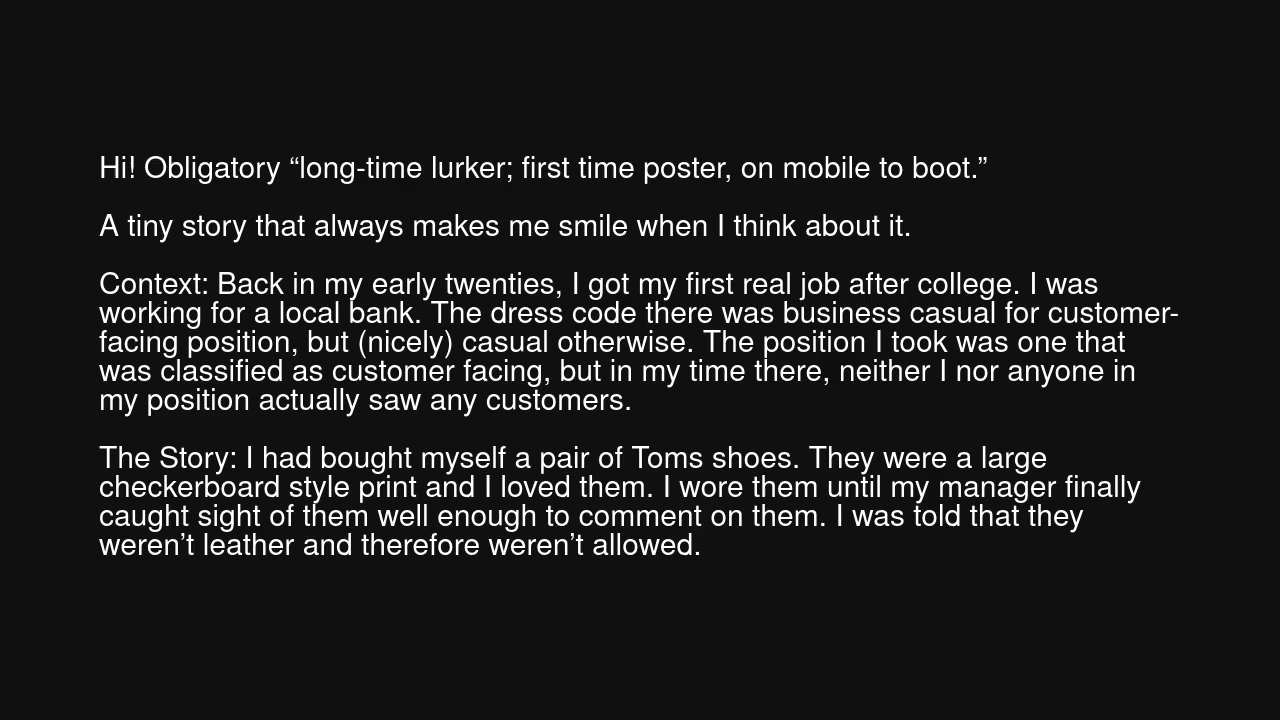 Hi! Obligatory “long-time lurker; first time poster, on mobile to boot.”
A tiny story that always makes me smile when I think about it.
Context: Back in my early twenties, I got my first real job after college. I was
working for a local bank. The dress code there was business casual for customer-
facing position, but (nicely) casual otherwise. The position I took was one that
was classified as customer facing, but in my time there, neither I nor anyone in
my position actually saw any customers.
The Story: I had bought myself a pair of Toms shoes. They were a large
checkerboard style print and I loved them. I wore them until my manager finally
caught sight of them well enough to comment on them. I was told that they
weren’t leather and therefore weren’t allowed.